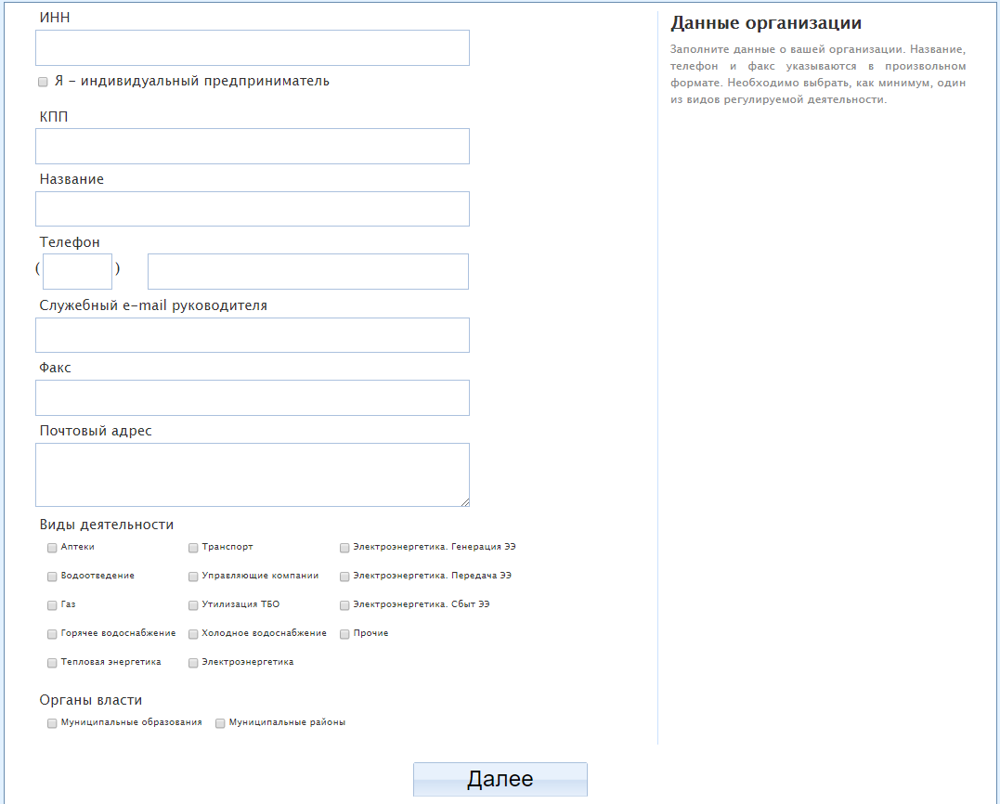 ИНН
Я - индивидуальный предприниматель
КПП
Название
Телефон
( )
Служебный e-mail руководителя
Факс
Почтовый адрес
Виды деятельности
Аптеки Транспорт Электроэнергетика. Генерация ЭЭ
Водоотведение Управляющие компании Электроэнергетика. Передача ЭЭ
Газ Утилизация ТБО Электроэнергетика. Сбыт ЭЭ
Горячее водоснабжение Холодное водоснабжение Прочие
Тепловая энергетика Электроэнергетика
Органы власти
Муниципальные образования Муниципальные районы
Далее
Данные организации
Заполните данные о вашей организации. Название,
телефон и факс указываются в произвольном
формате. Необходимо выбрать, как минимум, один
из видов регулируемой деятельности.